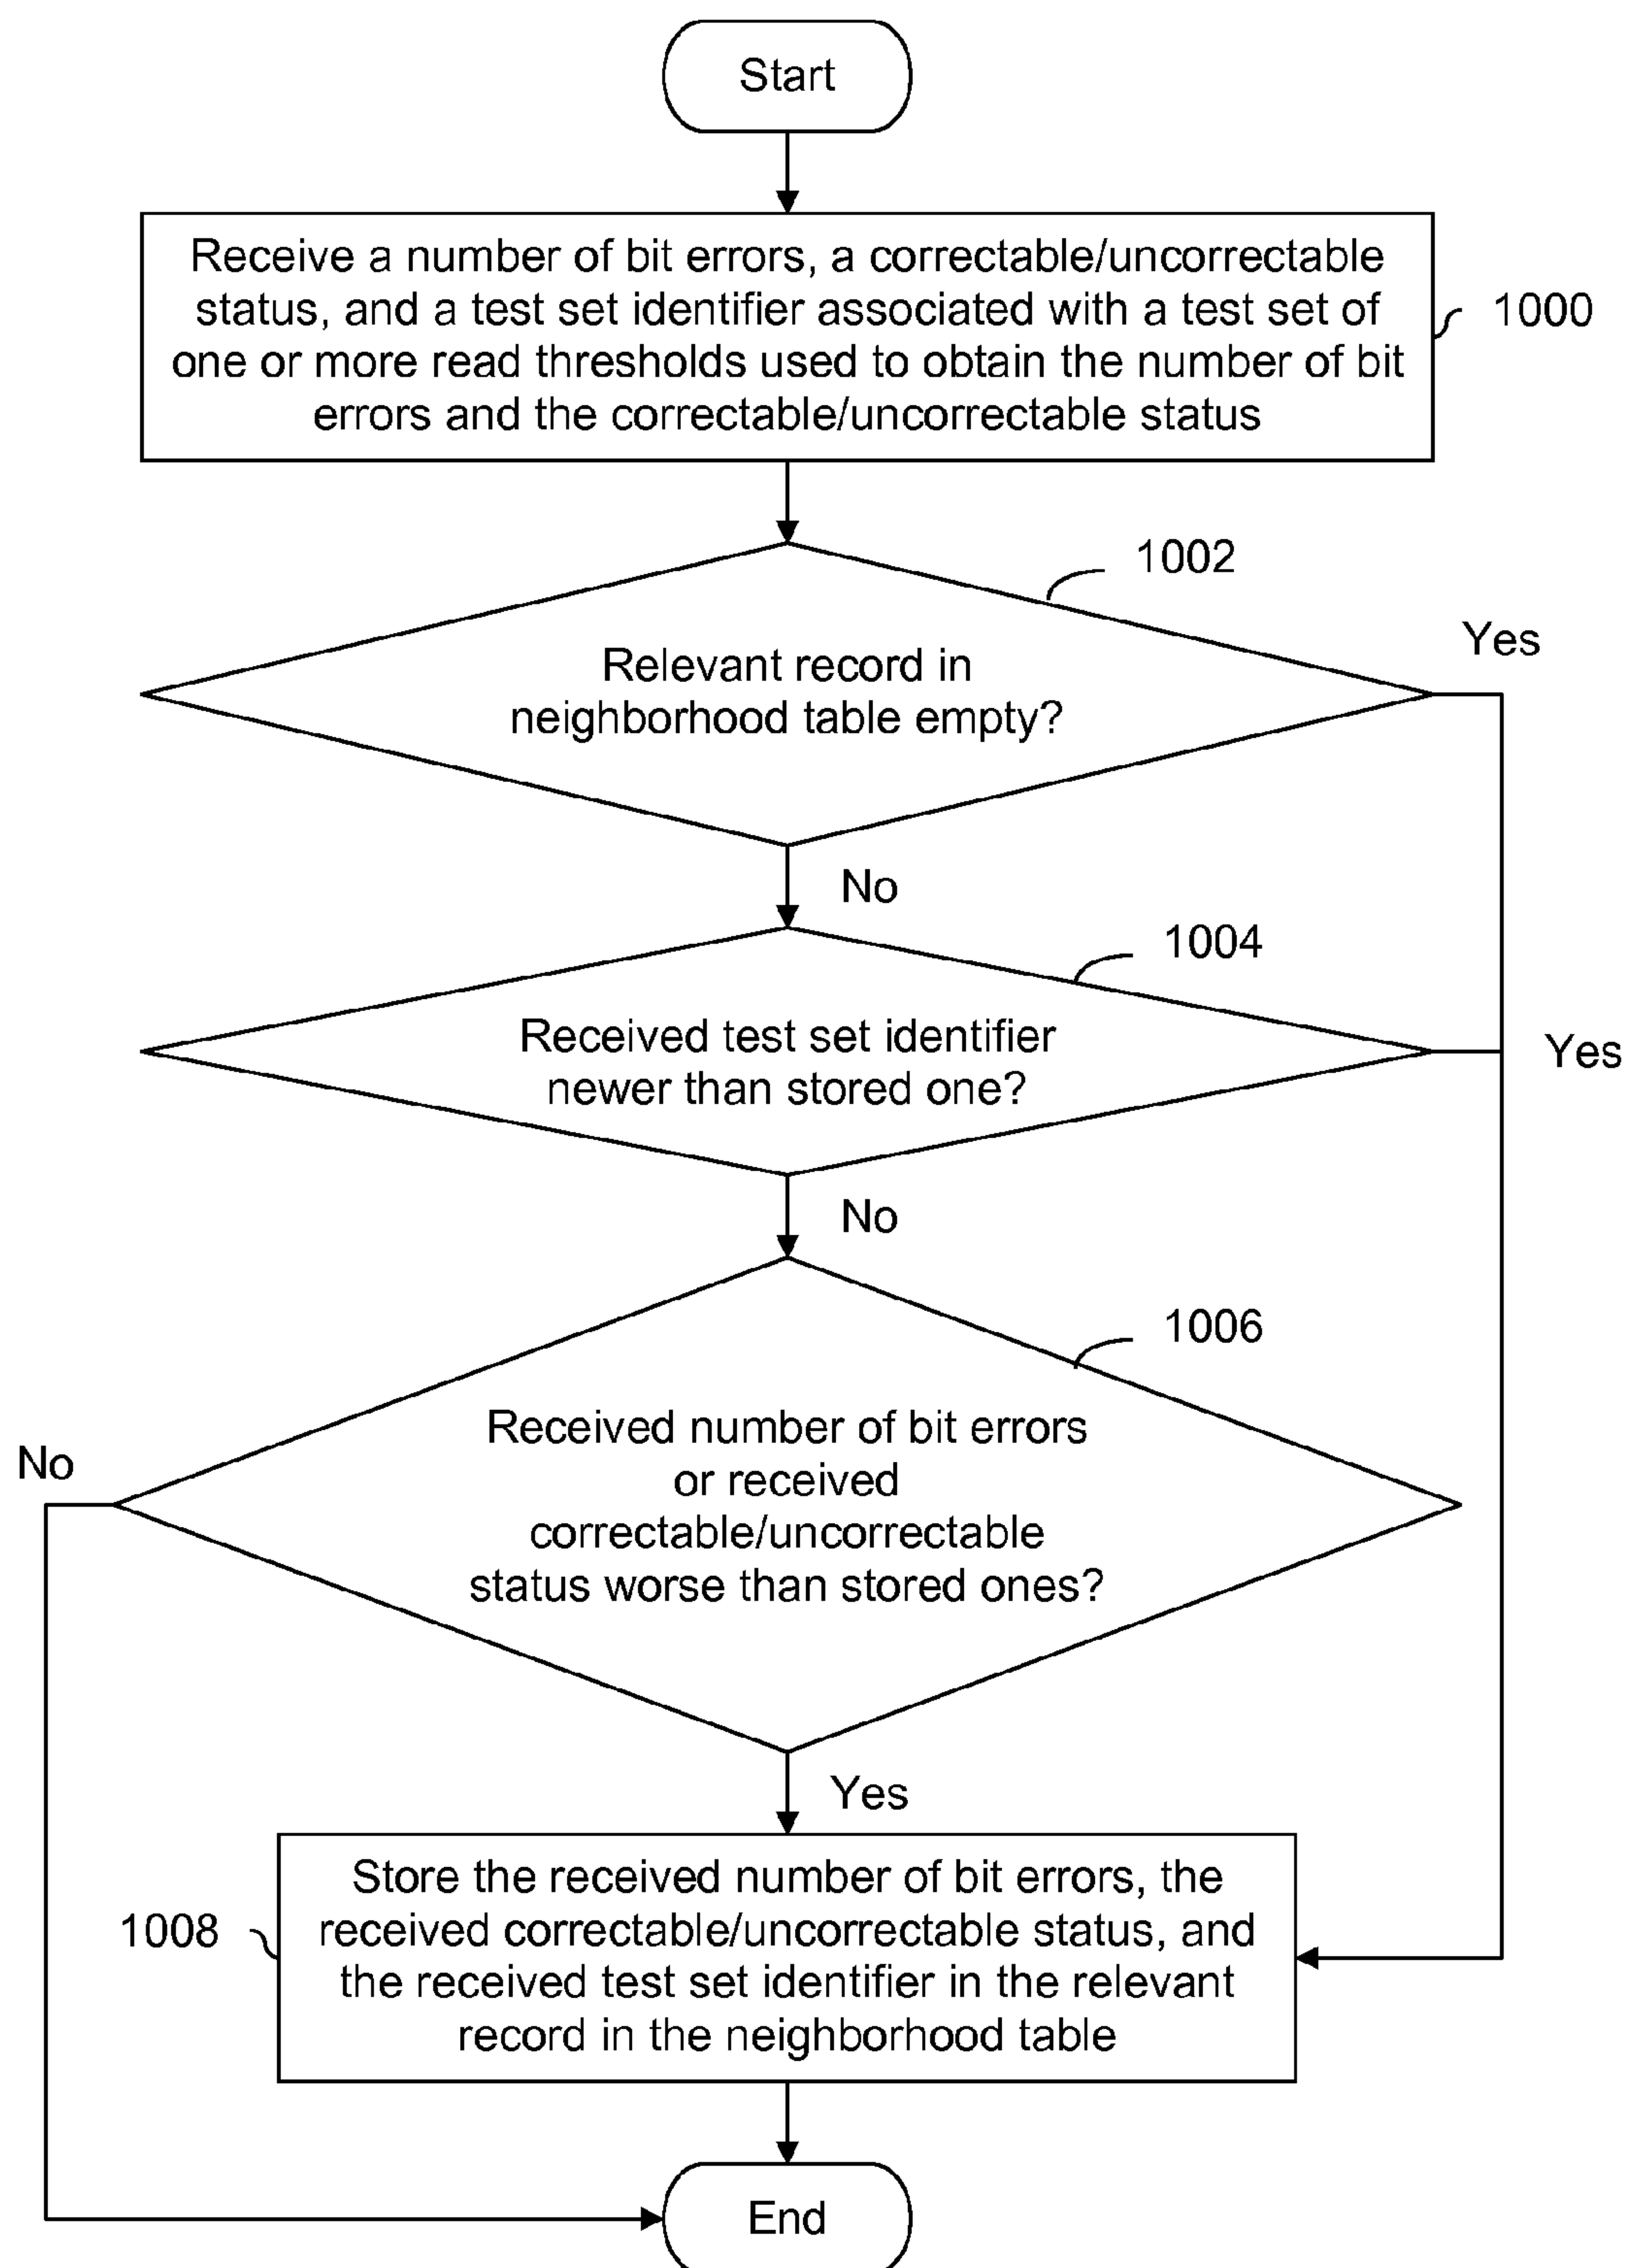 Start
Receive a number of bit errors, a correctable/uncorrectable
status, and a test set identifier associated with a test set of
one or more read thresholds used to obtain the number of bit
errors and the correctable/uncorrectable status
1000
1002
Yes
Relevant record in
neighborhood table empty?
No
1004
Received test set identifier
newer than stored one?
Yes
No
1006
Received number of bit errors
or received
correctable/uncorrectable
status worse than stored ones?
No
Yes
1008
Store the received number of bit errors, the
received correctable/uncorrectable status, and
the received test set identifier in the relevant
record in the neighborhood table
End